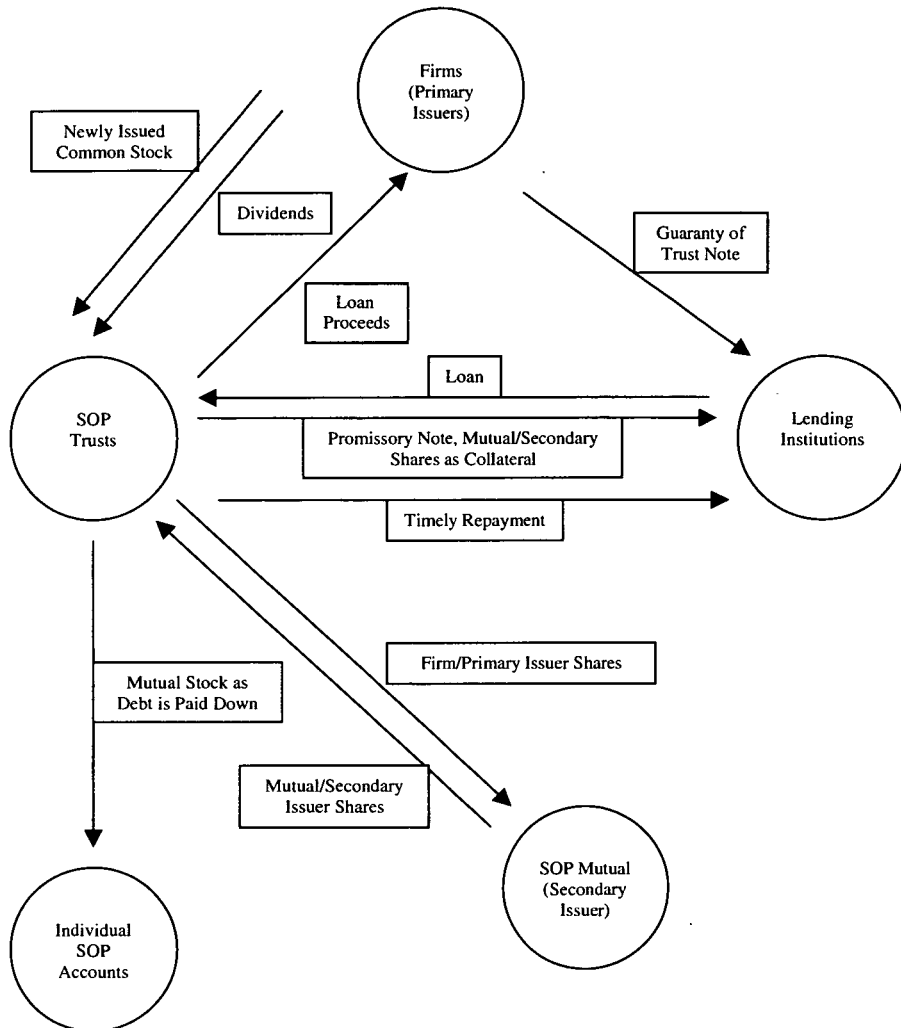 Firms
(Primary
Issuers)
Newly Issued
Common Stock
Dividends
Guaranty of
Trust Note
Loan
Proceeds
Loan
SOP
Trusts
Lending
Institutions
Promissory Note, Mutual/Secondary
Shares as Collateral
Timely Repayment
Firm/Primary Issuer Shares
Mutual Stock as
Debt is Paid Down
Mutual/Secondary
Issuer Shares
SOP Mutual
(Secondary
Issuer)
Individual
SOP
Accounts